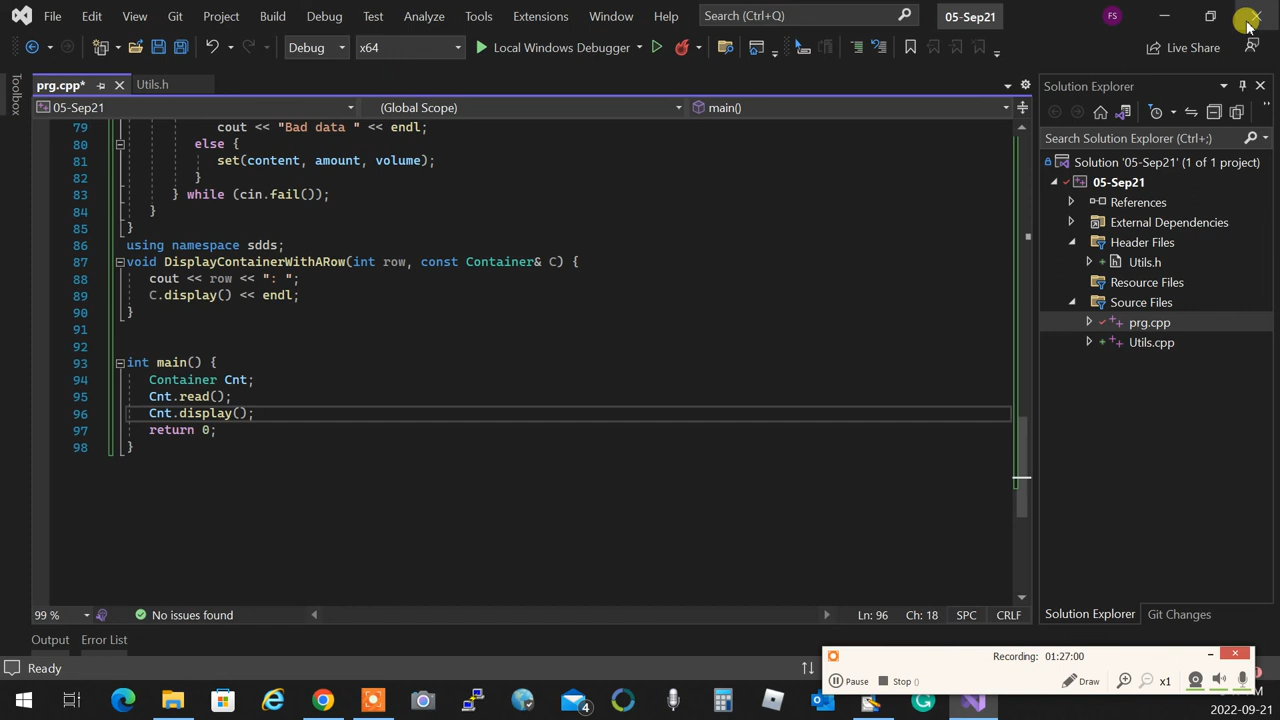 File Edit View Git Project Build Debug Test Analyze Tools Extensions Window Help Search (Ctrl+Q) 05-Sep21 FS
Debug x64 Local Windows Debugger Live Share
Toolbox
prg.cpp* Utils.h
05-Sep21 (Global Scope) main()
79 cout << "Bad data " << endl;
80 else {
81 set(content, amount, volume);
82 }
83 } while (cin.fail());
84 }
85 }
86 using namespace sdds;
87 void DisplayContainerWithARow(int row, const Container& C) {
88 cout << row << ": ";
89 C.display() << endl;
90 }
91
92
93 int main() {
94 Container Cnt;
95 Cnt.read();
96 Cnt.display();
97 return 0;
98 }
99 % No issues found Ln: 96 Ch: 18 SPC CRLF
Output Error List
Ready
Solution Explorer
Search Solution Explorer (Ctrl+;)
Solution '05-Sep21' (1 of 1 project)
05-Sep21
References
External Dependencies
Header Files
Utils.h
Resource Files
Source Files
prg.cpp
Utils.cpp
Solution Explorer Git Changes
Recording: 01:27:00
Pause Stop () Draw x1
4
2022-09-21